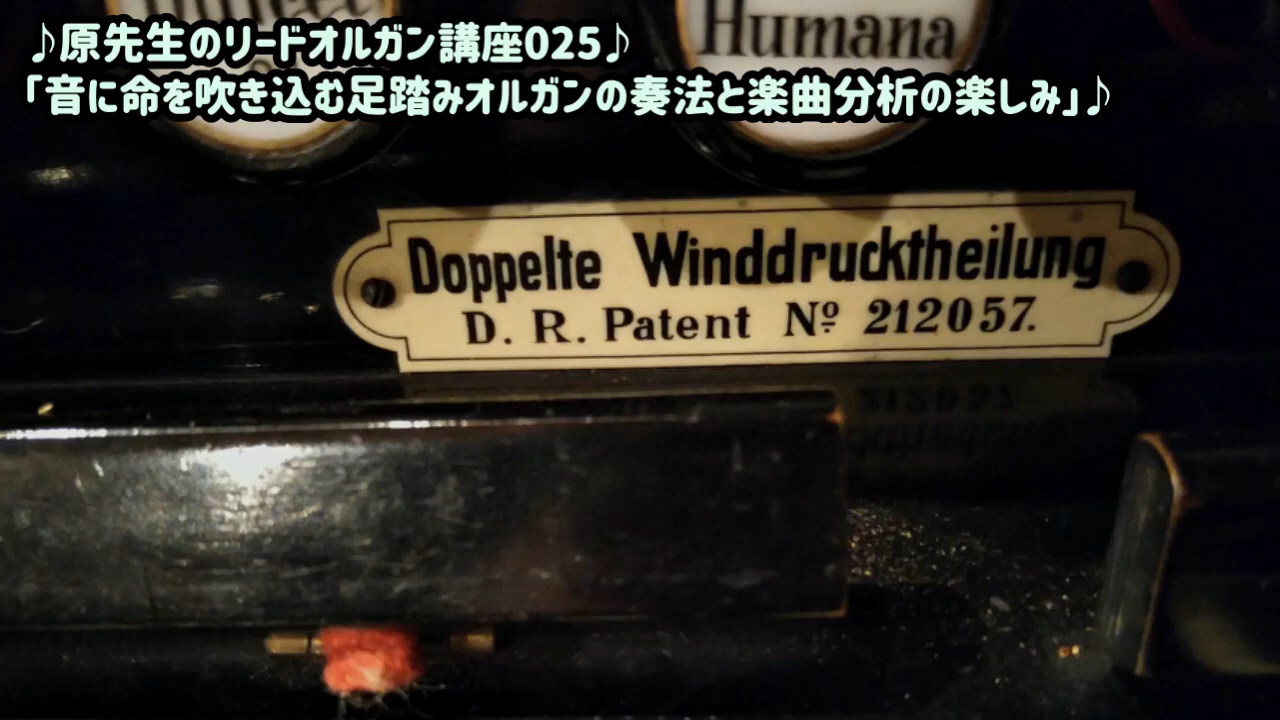 ♪原先生のリードオルガン講座025♪
「音に命を吹き込む足踏みオルガンの奏法と楽曲分析の楽しみ」♪
Humana
Doppelte Winddrucktheilung
D. R. Patent Nº 212057.